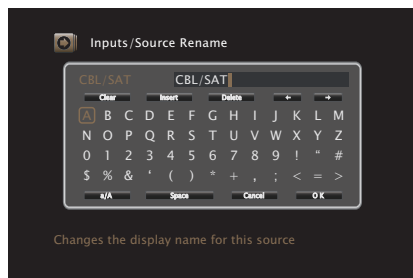 Inputs/Source Rename
CBL/SAT CBL/SAT
Clear Insert Delete ← →
A B C D E F G H I J K L M
N O P Q R S T U V W X Y Z
0 1 2 3 4 5 6 7 8 9 ! “ #
$ % & ‘ ( ) * + , ; < = >
a/A Space Cancel OK
Changes the display name for this source